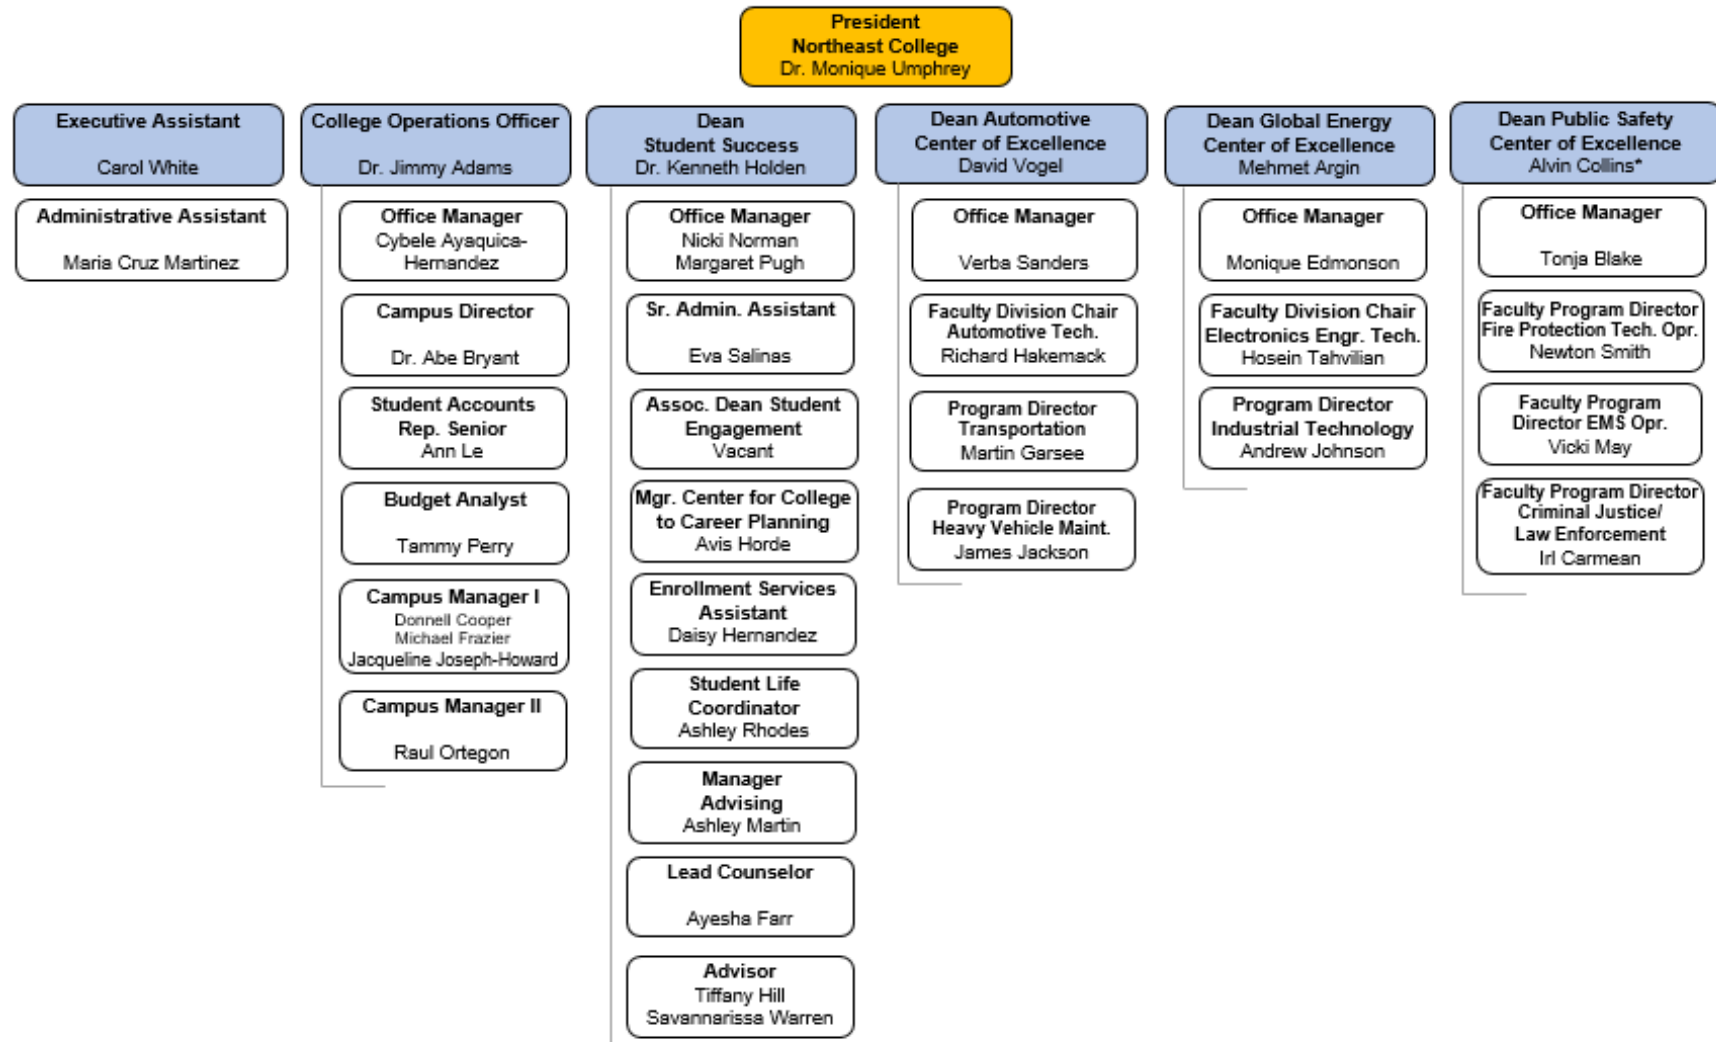 President
Northeast College
Dr. Monique Umphrey
Executive Assistant
Carol White
Administrative Assistant
Maria Cruz Martinez
College Operations Officer
Dr. Jimmy Adams
Office Manager
Cybele Ayaquica-
Hernandez
Campus Director
Dr. Abe Bryant
Student Accounts
Rep. Senior
Ann Le
Budget Analyst
Tammy Perry
Campus Manager I
Donnell Cooper
Michael Frazier
Jacqueline Joseph-Howard
Campus Manager II
Raul Ortegon
Dean
Student Success
Dr. Kenneth Holden
Office Manager
Nicki Norman
Margaret Pugh
Sr. Admin. Assistant
Eva Salinas
Assoc. Dean Student
Engagement
Vacant
Mgr. Center for College
to Career Planning
Avis Horde
Enrollment Services
Assistant
Daisy Hernandez
Student Life
Coordinator
Ashley Rhodes
Manager
Advising
Ashley Martin
Lead Counselor
Ayesha Farr
Advisor
Tiffany Hill
Savannarissa Warren
Dean Automotive
Center of Excellence
David Vogel
Office Manager
Verba Sanders
Faculty Division Chair
Automotive Tech.
Richard Hakemack
Program Director
Transportation
Martin Garsee
Program Director
Heavy Vehicle Maint.
James Jackson
Dean Global Energy
Center of Excellence
Mehmet Argin
Office Manager
Monique Edmonson
Faculty Division Chair
Electronics Engr. Tech.
Hosein Tahvilian
Program Director
Industrial Technology
Andrew Johnson
Dean Public Safety
Center of Excellence
Alvin Collins*
Office Manager
Tonja Blake
Faculty Program Director
Fire Protection Tech. Opr.
Newton Smith
Faculty Program
Director EMS Opr.
Vicki May
Faculty Program Director
Criminal Justice/
Law Enforcement
Irl Carmean